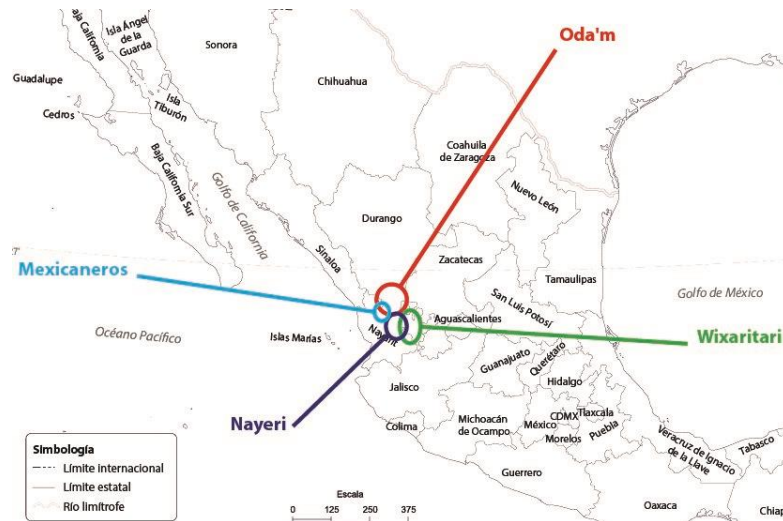 Oda'm
Isla Ángel
de la
Guarda
Baja California
Sonora
Chihuahua
Guadalupe
Cedros
Isla
Tiburón
Coahuila
de Zaragoza
Baja California Sur
Golfo de California
Nuevo León
Durango
Sinaloa
Zacatecas
Mexicaneros
Tamaulipas
Golfo de México
San Luis Potosí
Aguascalientes
Océano Pacífico
Islas Marías
Nayarit
Wixaritari
Guanajuato
Querétaro
Hidalgo
Jalisco
Nayeri
Colima
Michoacán
de Ocampo
México
CDMX
Tlaxcala
Morelos
Puebla
Veracruz de Ignacio
de la Llave
Tabasco
Guerrero
Oaxaca
Chiap
Simbología
Límite internacional
Límite estatal
Río limítrofe
Escala
0 125 250 375